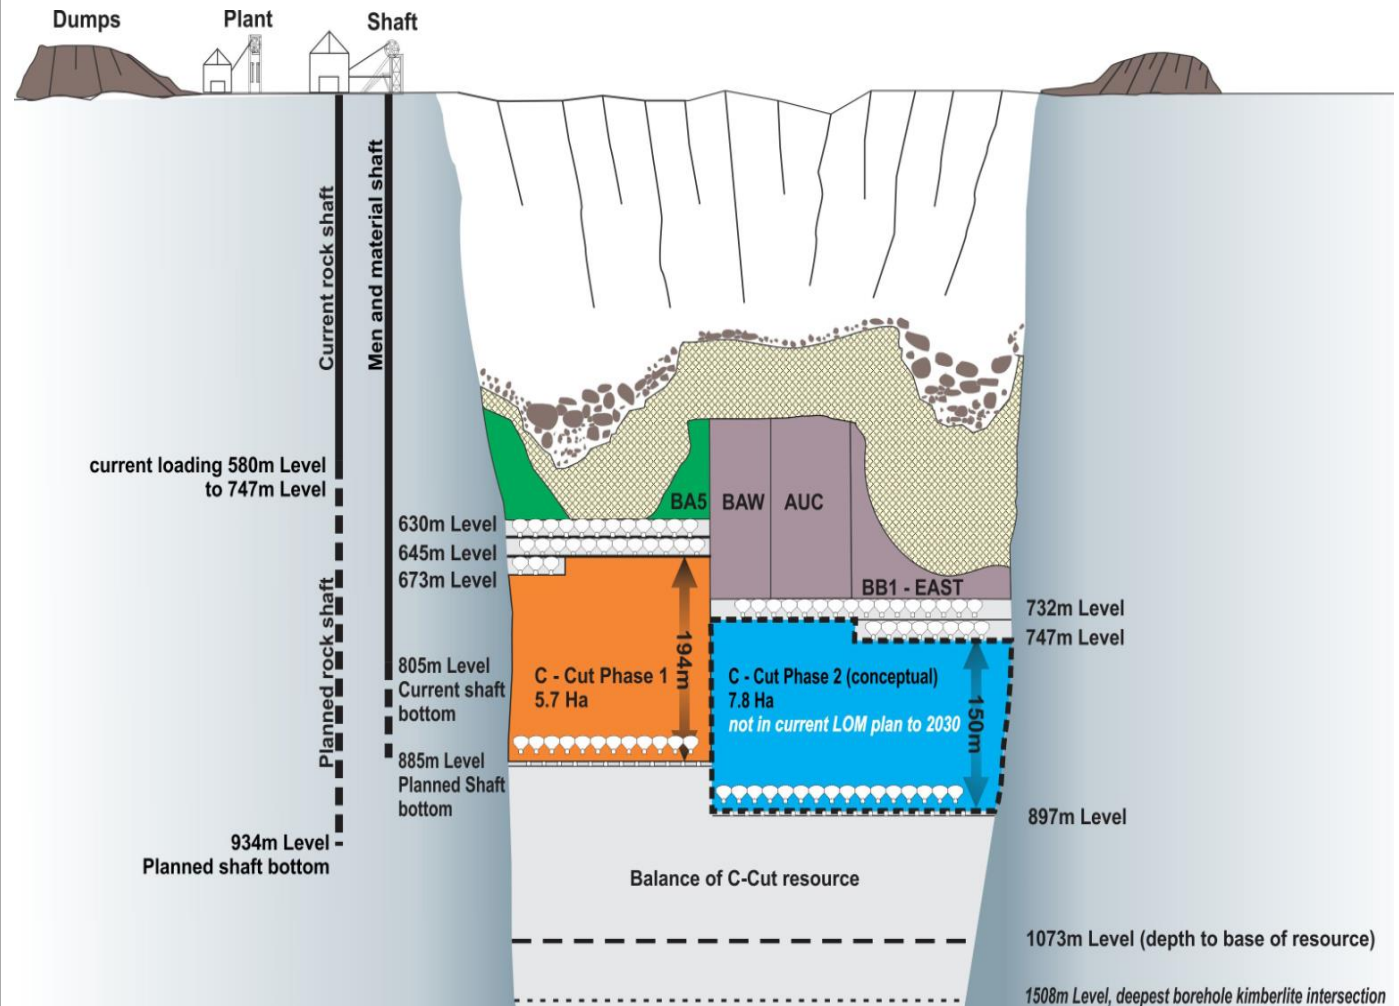 Dumps
Plant
Shaft
Current rock shaft
Men and material shaft
current loading 580m Level
to 747m Level
Planned rock shaft
630m Level
645m Level
673m Level
805m Level
Current shaft
bottom
885m Level
Planned Shaft
bottom
934m Level
Planned shaft bottom
BA5
BAW
AUC
BB1 - EAST
732m Level
747m Level
194m
C - Cut Phase 1
5.7 Ha
C - Cut Phase 2 (conceptual)
7.8 Ha
not in current LOM plan to 2030
150m
897m Level
Balance of C-Cut resource
1073m Level (depth to base of resource)
1508m Level, deepest borehole kimberlite intersection